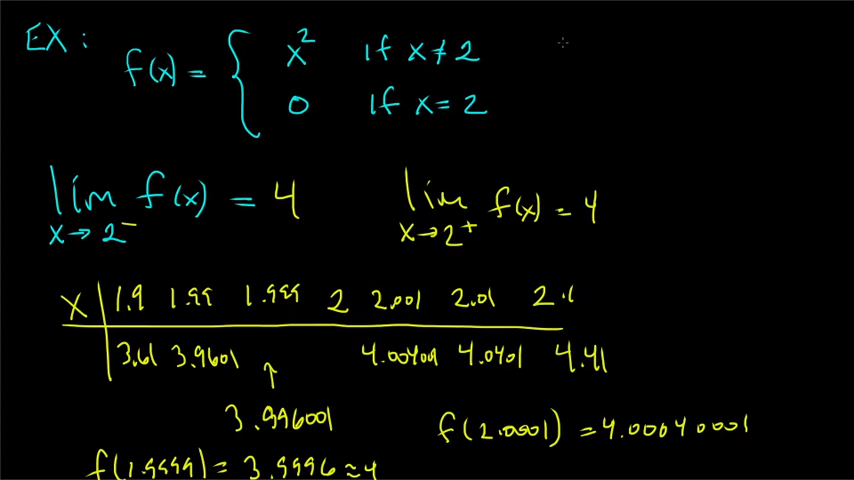 EX: f(x) = { x² if x ≠ 2
0 if x = 2
lim x→2⁻ f(x) = 4 lim x→2⁺ f(x) = 4
x | 1.9 1.99 1.999 2 2.001 2.01 2.1
3.61 3.9601 ↑ 4.00400 4.0401 4.41
3.996001
f(2.0001) = 4.00040001
f(1.9999) = 3.9996 ≈ 4